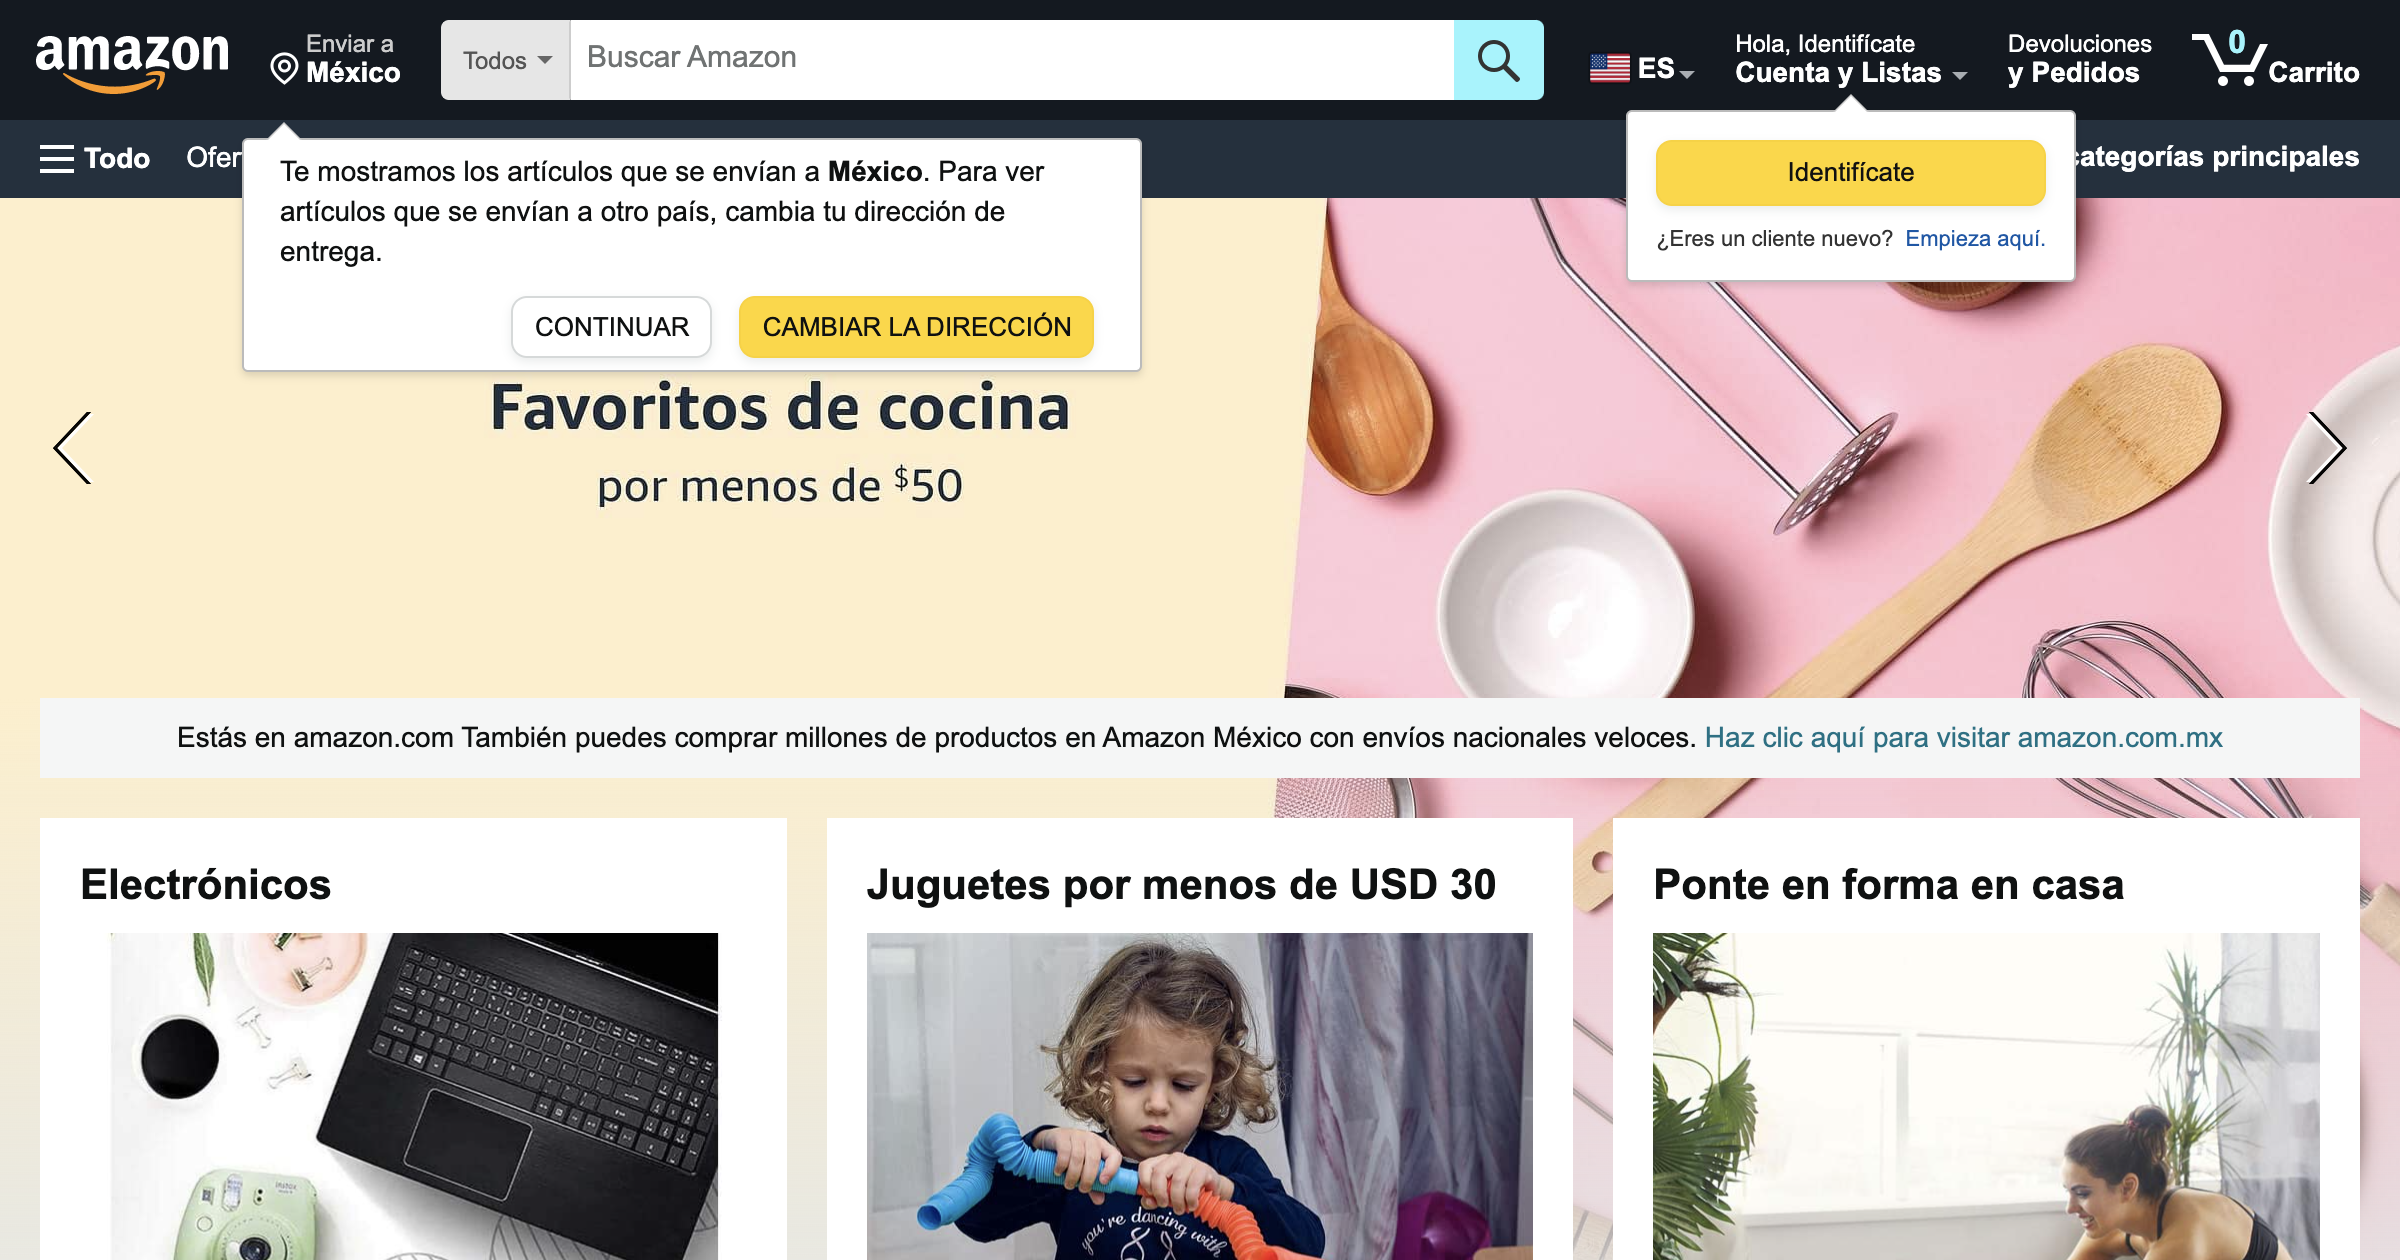 amazon
Enviar a
México
Todos
Buscar Amazon
ES
Hola, Identifícate
Cuenta y Listas
Devoluciones
y Pedidos
0
Carrito
Todo
categorías principales
Te mostramos los artículos que se envían a México. Para ver
artículos que se envían a otro país, cambia tu dirección de
entrega.
CONTINUAR
CAMBIAR LA DIRECCIÓN
Identifícate
¿Eres un cliente nuevo? Empieza aquí.
Favoritos de cocina
por menos de $50
Estás en amazon.com También puedes comprar millones de productos en Amazon México con envíos nacionales veloces. Haz clic aquí para visitar amazon.com.mx
Electrónicos
Juguetes por menos de USD 30
Ponte en forma en casa
instax
you're dancing with